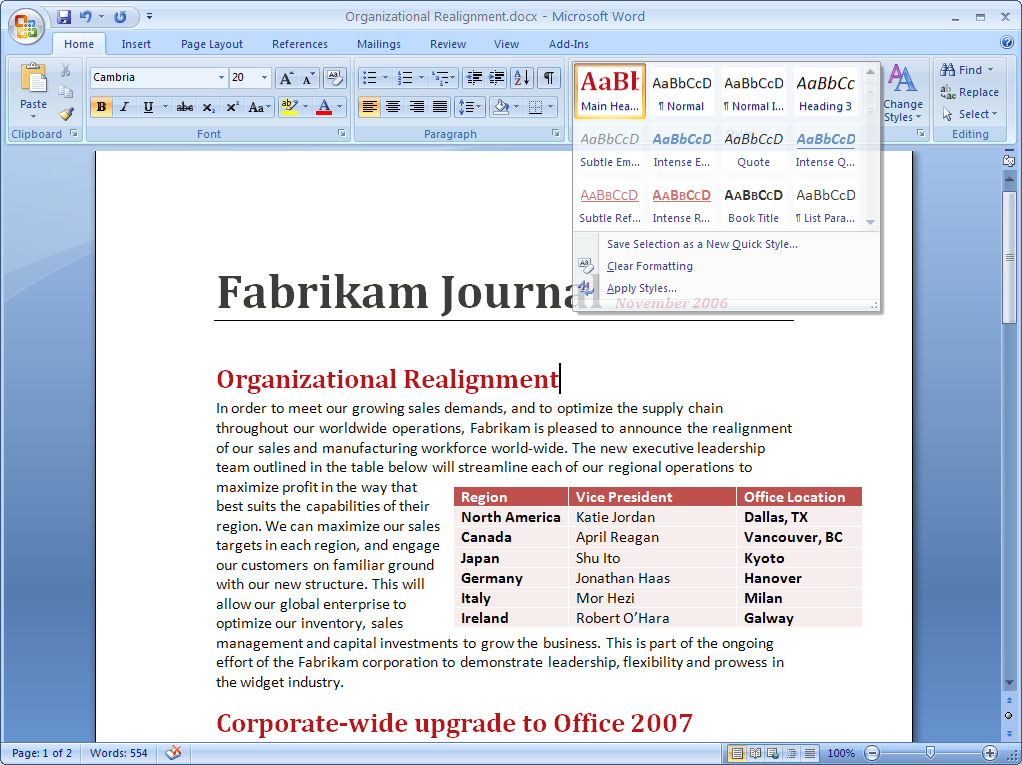 Organizational Realignment.docx - Microsoft Word
Home Insert Page Layout References Mailings Review View Add-Ins
Paste
Clipboard
Cambria 20
B I U abe x₂ x² Aa
Font
Paragraph
AaBb AaBbCcD AaBbCcD AaBbCc
Main Hea... ¶ Normal ¶ Normal I... Heading 3
AaBbCcD AaBbCcD AaBbCcD AaBbCcD
Subtle Em... Intense E... Quote Intense Q...
AaBbCcD AaBbCcD AaBbCcD AaBbCcD
Subtle Ref... Intense R... Book Title ¶ List Para...
Save Selection as a New Quick Style...
Clear Formatting
Apply Styles...
Change
Styles
Find
Replace
Select
Editing
Fabrikam Journal
November 2006
Organizational Realignment
In order to meet our growing sales demands, and to optimize the supply chain
throughout our worldwide operations, Fabrikam is pleased to announce the realignment
of our sales and manufacturing workforce world-wide. The new executive leadership
team outlined in the table below will streamline each of our regional operations to
maximize profit in the way that
best suits the capabilities of their
region. We can maximize our sales
targets in each region, and engage
our customers on familiar ground
with our new structure. This will
allow our global enterprise to
optimize our inventory, sales
management and capital investments to grow the business. This is part of the ongoing
effort of the Fabrikam corporation to demonstrate leadership, flexibility and prowess in
the widget industry.
Region Vice President Office Location
North America Katie Jordan Dallas, TX
Canada April Reagan Vancouver, BC
Japan Shu Ito Kyoto
Germany Jonathan Haas Hanover
Italy Mor Hezi Milan
Ireland Robert O’Hara Galway
Corporate-wide upgrade to Office 2007
Page: 1 of 2 Words: 554 100%